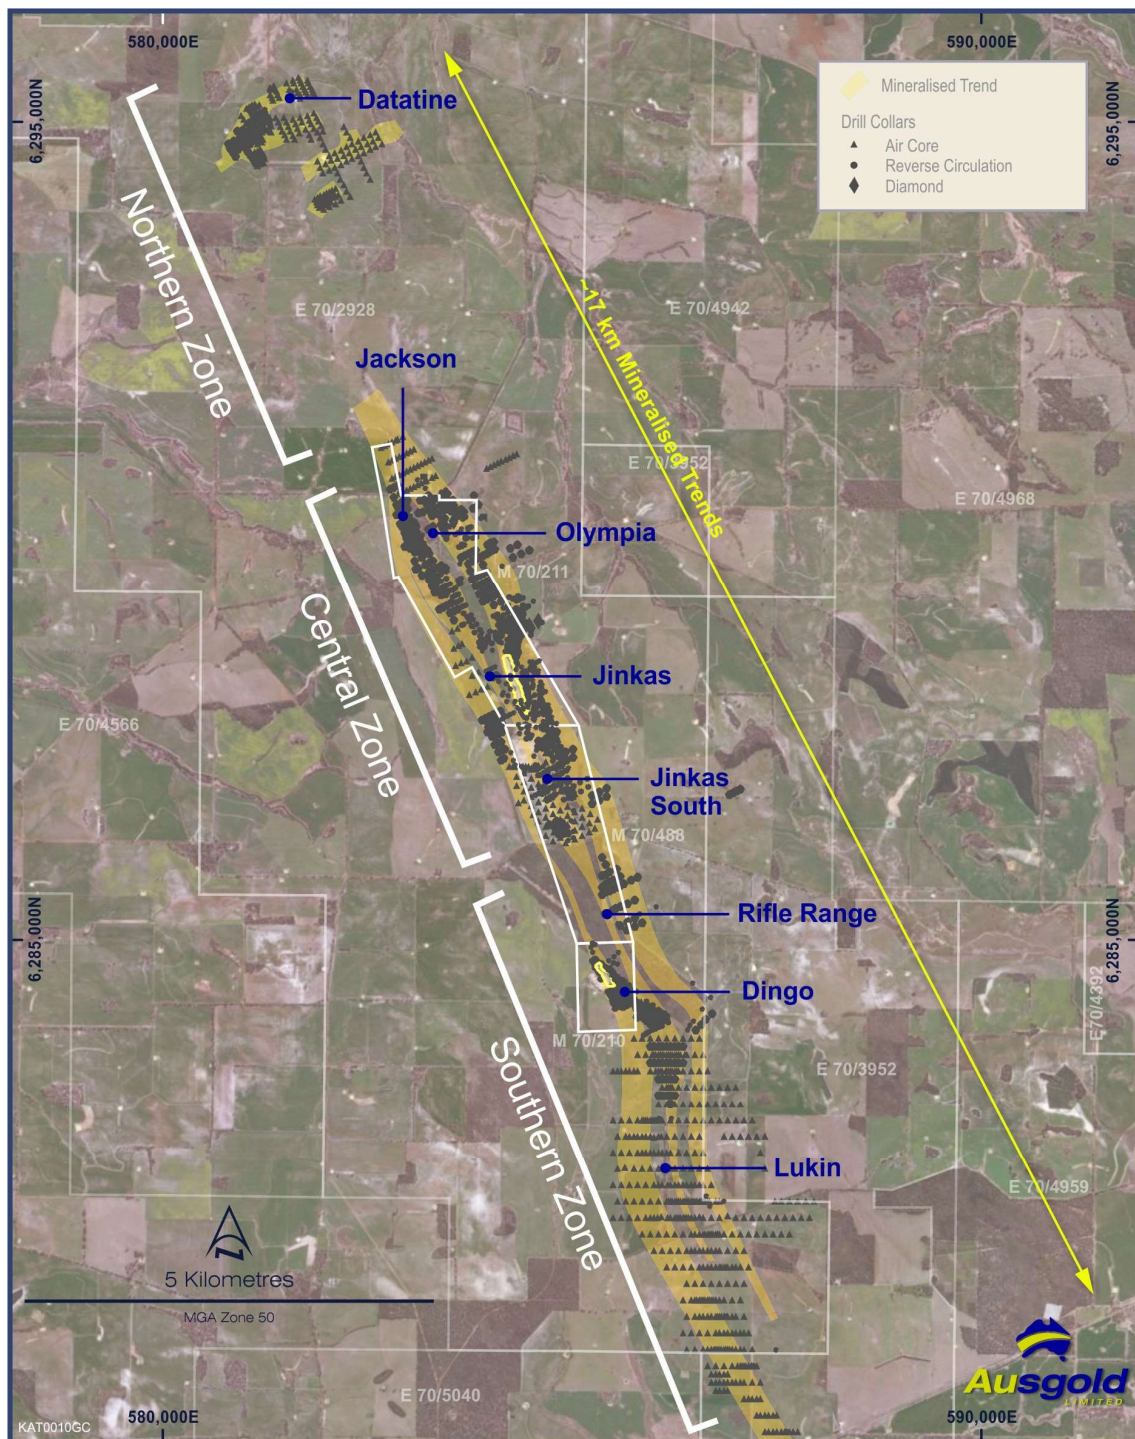 580,000E
590,000E
6,295,000N
6,295,000N
Mineralised Trend
Drill Collars
Air Core
Reverse Circulation
Diamond
Datatine
Northern Zone
E 70/2928
E 70/4942
~17 km Mineralised Trends
Jackson
E 70/3952
E 70/4968
Olympia
M 70/211
Central Zone
Jinkas
E 70/4566
Jinkas
South
M 70/488
Rifle Range
6,285,000N
6,285,000N
Dingo
E70/4392
M 70/210
Southern Zone
E 70/3952
Lukin
E 70/4959
N
5 Kilometres
MGA Zone 50
E 70/5040
Ausgold
LIMITED
KAT0010GC
580,000E
590,000E